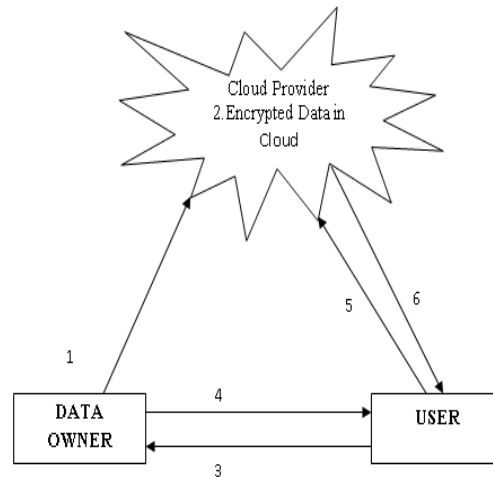 Cloud Provider
2.Encrypted Data in
Cloud
5
6
1
4
DATA
OWNER
USER
3